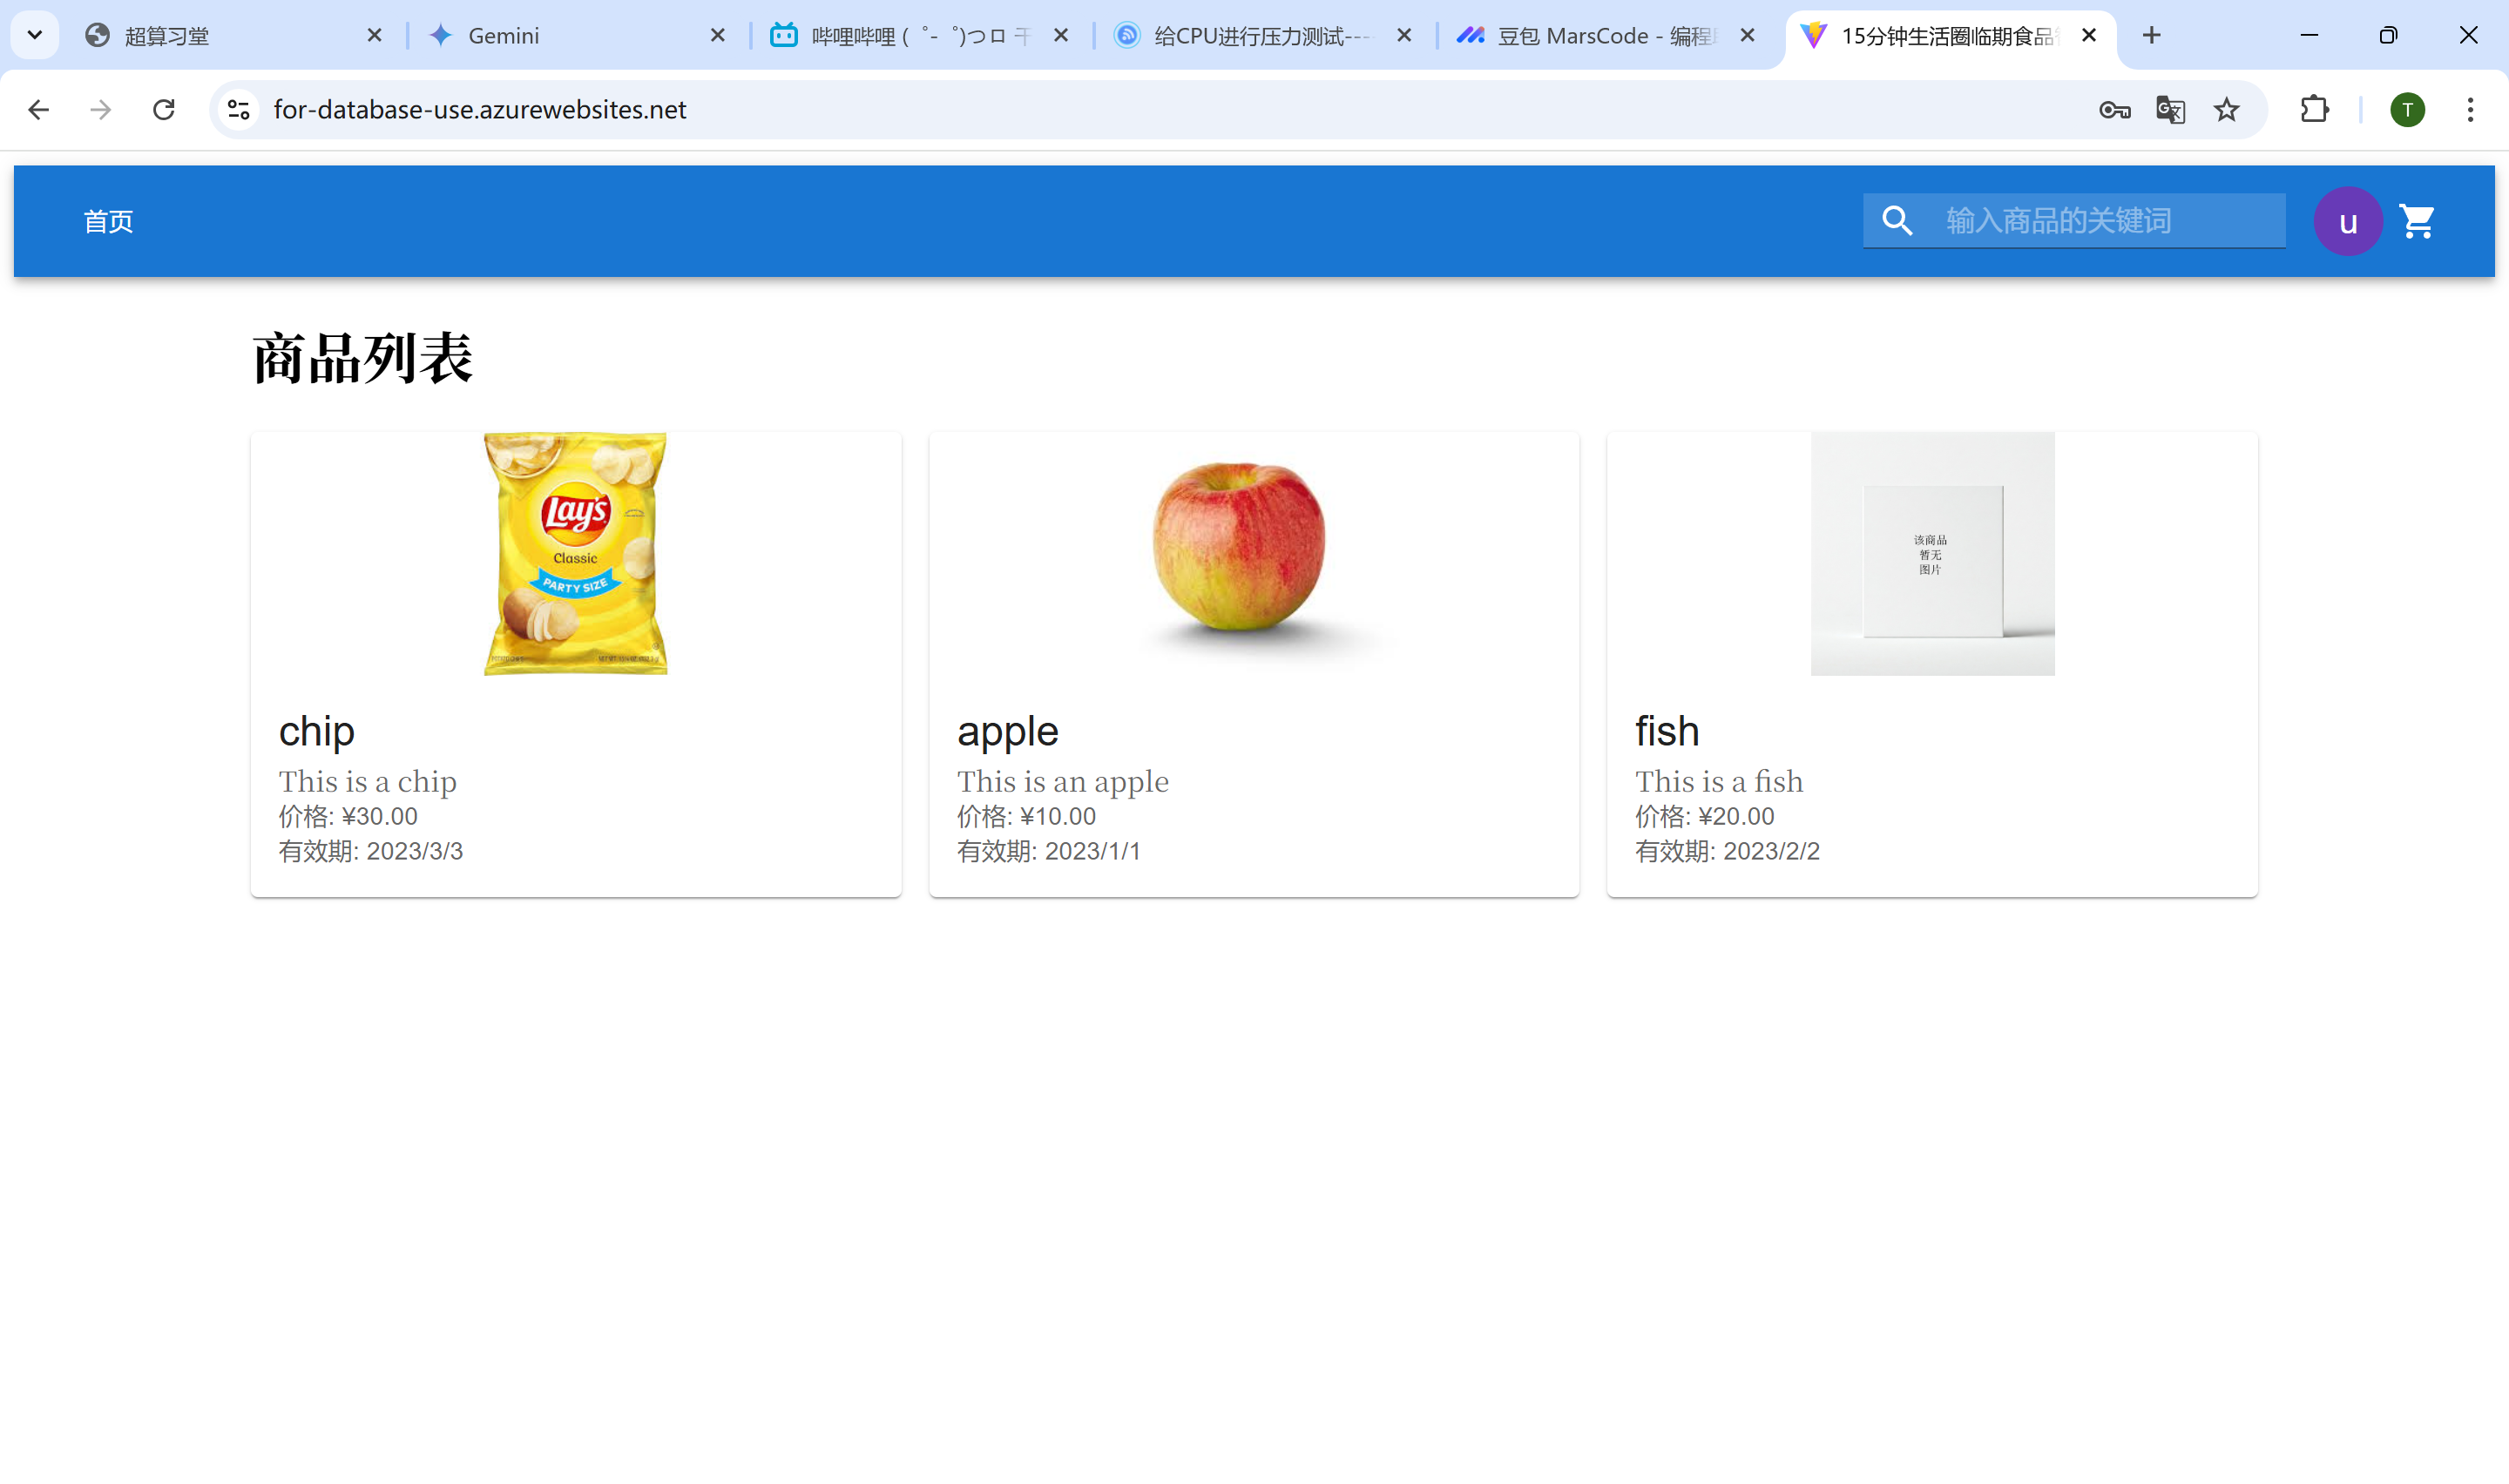 超算习堂
Gemini
哔哩哔哩 (゜-゜)つロ 干
给CPU进行压力测试----
豆包 MarsCode - 编程
15分钟生活圈临期食品
for-database-use.azurewebsites.net
T
首页
输入商品的关键词
u
商品列表
Lay's
Classic
PARTY SIZE
该商品
暂无
图片
chip
This is a chip
价格: ¥30.00
有效期: 2023/3/3
apple
This is an apple
价格: ¥10.00
有效期: 2023/1/1
fish
This is a fish
价格: ¥20.00
有效期: 2023/2/2